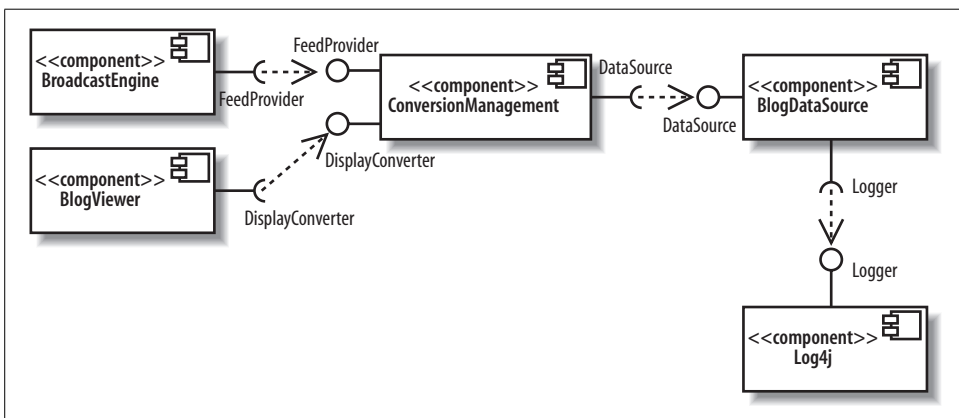 <<component>>
BroadcastEngine
FeedProvider
FeedProvider
<<component>>
ConversionManagement
DataSource
DataSource
<<component>>
BlogDataSource
<<component>>
BlogViewer
DisplayConverter
DisplayConverter
Logger
Logger
<<component>>
Log4j